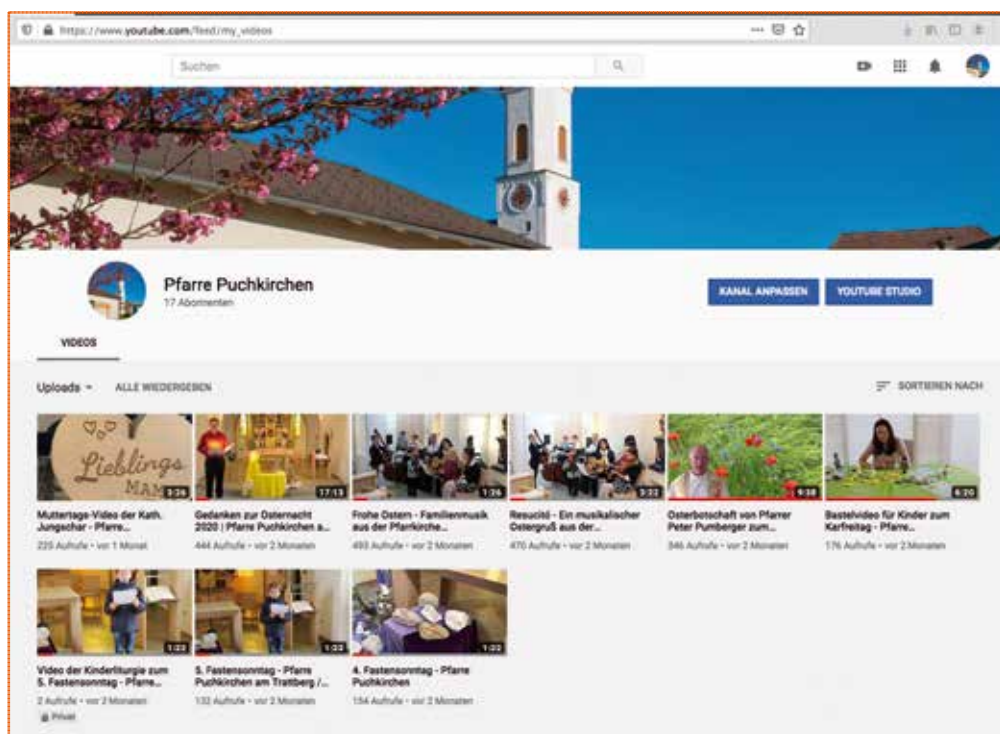 https://www.youtube.com/feed/my_videos
Suchen
Pfarre Puchkirchen
17 Abonnenten
KANAL ANPASSEN
YOUTUBE STUDIO
VIDEOS
Uploads
ALLE WIEDERGEBEN
SORTIEREN NACH
Lieblings
MAM
3:26
17:13
1:26
3:22
9:38
6:20
Muttertags-Video der Kath.
Jungschar - Pfarre...
225 Aufrufe • vor 1 Monat
Gedanken zur Osternacht
2020 | Pfarre Puchkirchen a...
444 Aufrufe • vor 2 Monaten
Frohe Ostern - Familienmusik
aus der Pfarrkirche...
493 Aufrufe • vor 2 Monaten
Resucitó - Ein musikalischer
Ostergruß aus der...
470 Aufrufe • vor 2 Monaten
Osterbotschaft von Pfarrer
Peter Pumberger zum...
346 Aufrufe • vor 2 Monaten
Bastelvideo für Kinder zum
Karfreitag - Pfarre...
176 Aufrufe • vor 2 Monaten
1:22
1:22
1:22
Video der Kinderliturgie zum
5. Fastensonntag - Pfarre...
2 Aufrufe • vor 2 Monaten
Privat
5. Fastensonntag - Pfarre
Puchkirchen am Trattberg /...
132 Aufrufe • vor 2 Monaten
4. Fastensonntag - Pfarre
Puchkirchen
154 Aufrufe • vor 2 Monaten